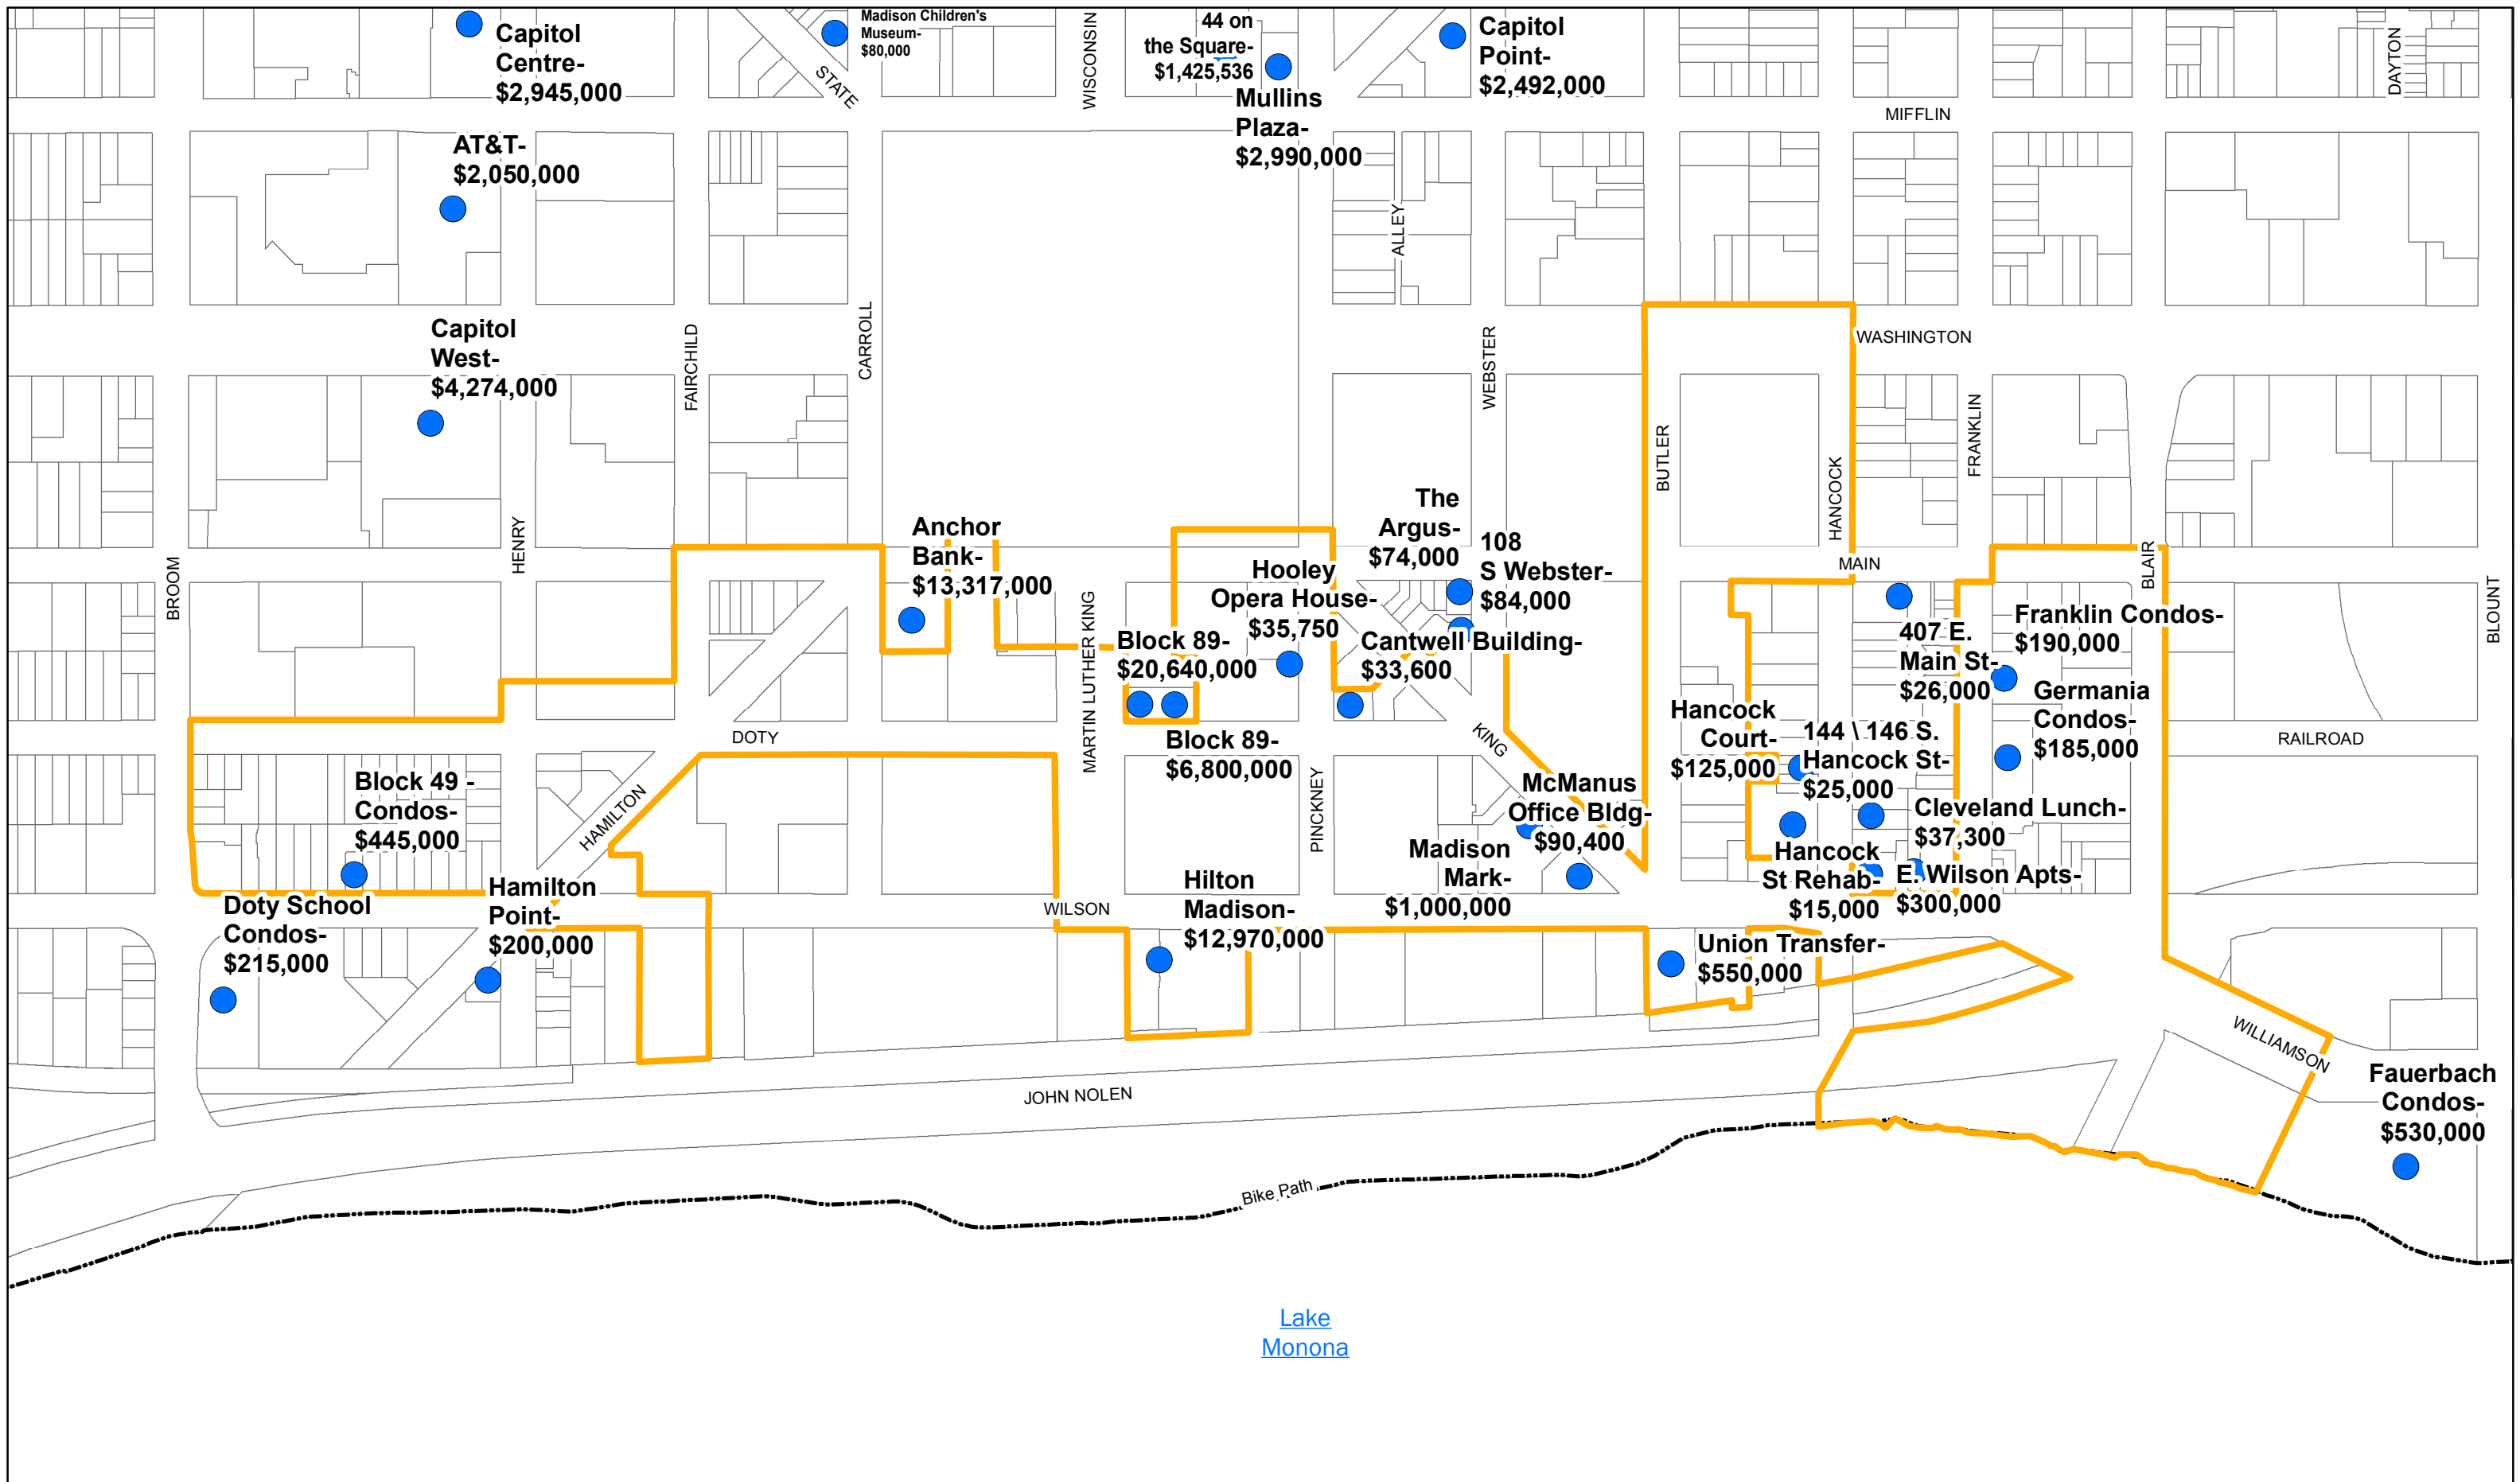 Capitol
Centre-
$2,945,000
Madison Children's
Museum-
$80,000
STATE
WISCONSIN
44 on
the Square-
$1,425,536
Mullins
Plaza-
$2,990,000
Capitol
Point-
$2,492,000
DAYTON
MIFFLIN
AT&T-
$2,050,000
ALLEY
Capitol
West-
$4,274,000
FAIRCHILD
CARROLL
WEBSTER
WASHINGTON
BUTLER
HANCOCK
FRANKLIN
HENRY
BROOM
Anchor
Bank-
$13,317,000
The
Argus-
$74,000
108
S Webster-
$84,000
MAIN
BLAIR
BLOUNT
Hooley
Opera House-
$35,750
MARTIN LUTHER KING
Block 89-
$20,640,000
Cantwell Building-
$33,600
407 E.
Main St-
$26,000
Franklin Condos-
$190,000
Germania
Condos-
$185,000
DOTY
Block 89-
$6,800,000
KING
Hancock
Court-
$125,000
144 \ 146 S.
Hancock St-
$25,000
RAILROAD
Block 49 -
Condos-
$445,000
HAMILTON
PINCKNEY
McManus
Office Bldg-
$90,400
Cleveland Lunch-
$37,300
Madison
Mark-
$1,000,000
Hancock
St Rehab-
$15,000
E. Wilson Apts-
$300,000
Doty School
Condos-
$215,000
Hamilton
Point-
$200,000
WILSON
Hilton
Madison-
$12,970,000
Union Transfer-
$550,000
WILLIAMSON
JOHN NOLEN
Fauerbach
Condos-
$530,000
Bike Path
Lake
Monona